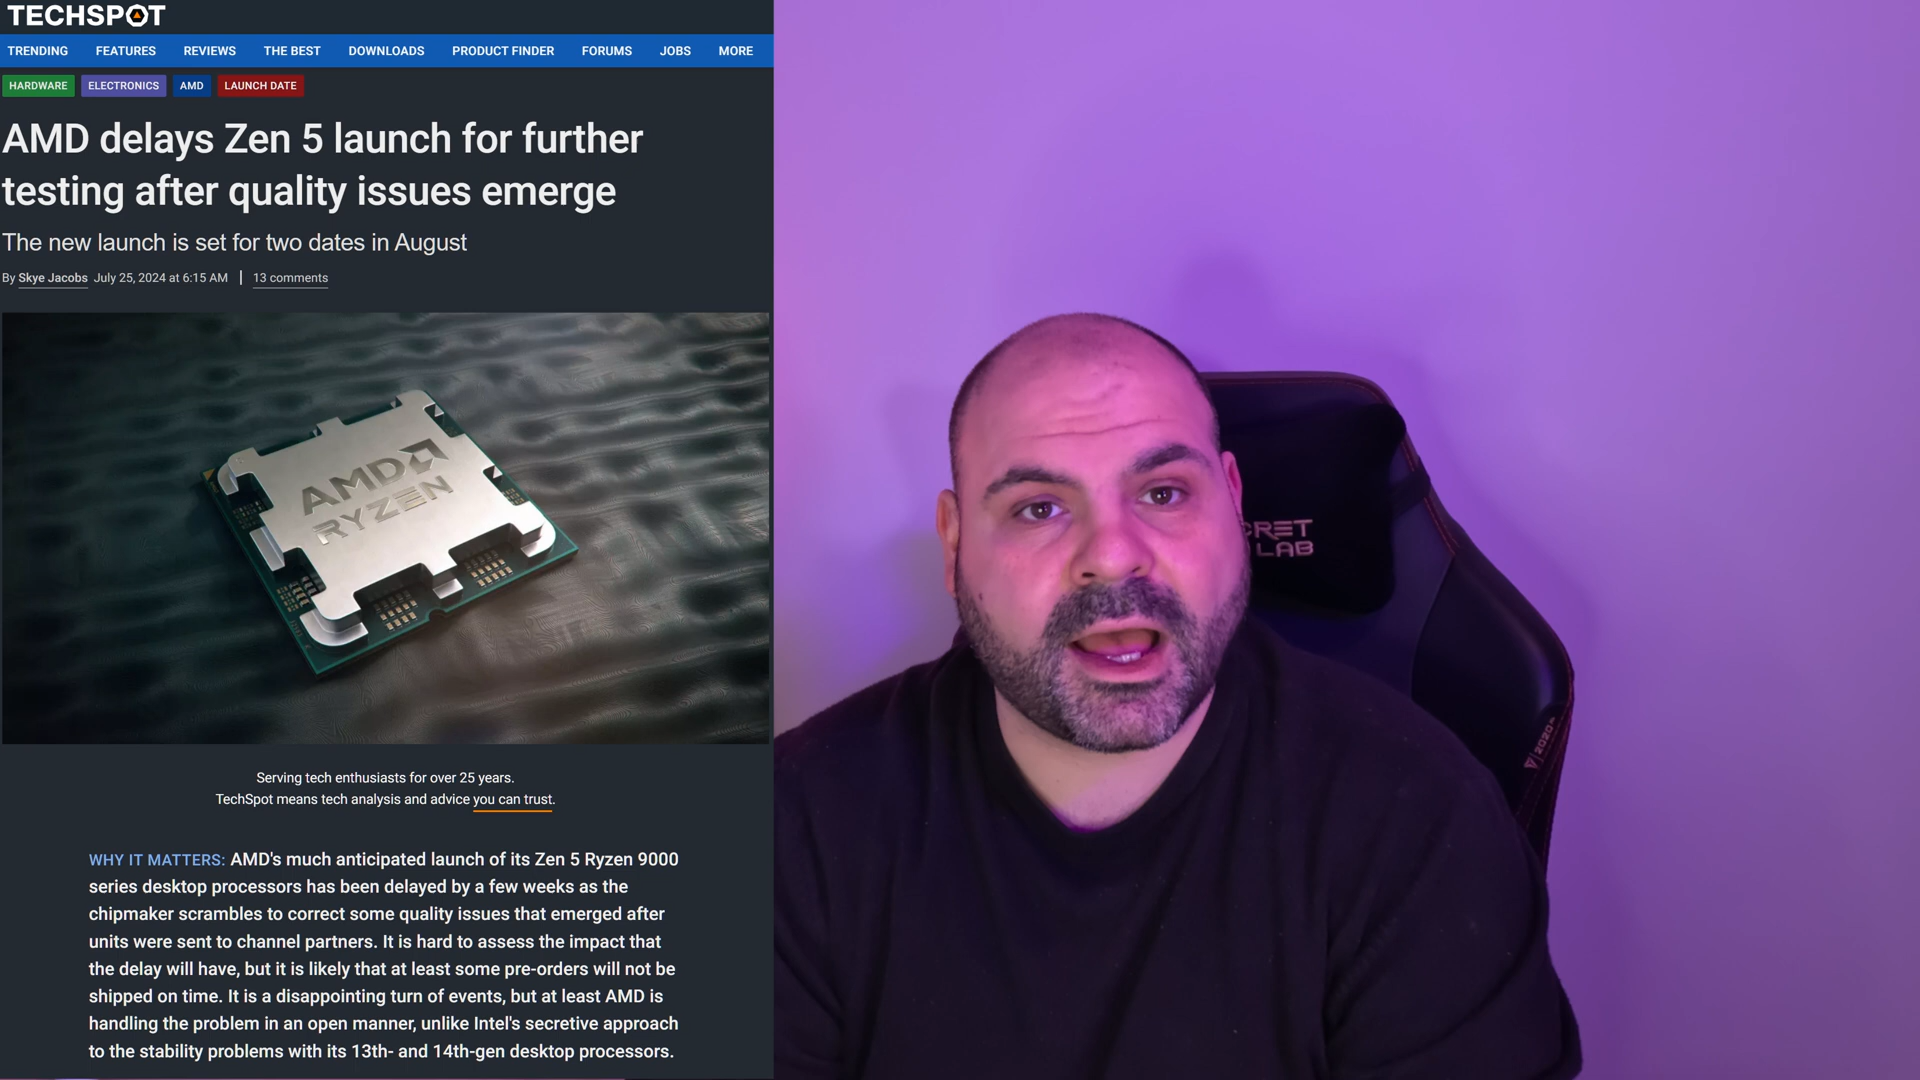 TECHSPOT
TRENDING FEATURES REVIEWS THE BEST DOWNLOADS PRODUCT FINDER FORUMS JOBS MORE
HARDWARE ELECTRONICS AMD LAUNCH DATE
AMD delays Zen 5 launch for further
testing after quality issues emerge
The new launch is set for two dates in August
By Skye Jacobs July 25, 2024 at 6:15 AM | 13 comments
AMD
RYZEN
Serving tech enthusiasts for over 25 years.
TechSpot means tech analysis and advice you can trust.
WHY IT MATTERS: AMD's much anticipated launch of its Zen 5 Ryzen 9000
series desktop processors has been delayed by a few weeks as the
chipmaker scrambles to correct some quality issues that emerged after
units were sent to channel partners. It is hard to assess the impact that
the delay will have, but it is likely that at least some pre-orders will not be
shipped on time. It is a disappointing turn of events, but at least AMD is
handling the problem in an open manner, unlike Intel's secretive approach
to the stability problems with its 13th- and 14th-gen desktop processors.
CRET
LAB
2020